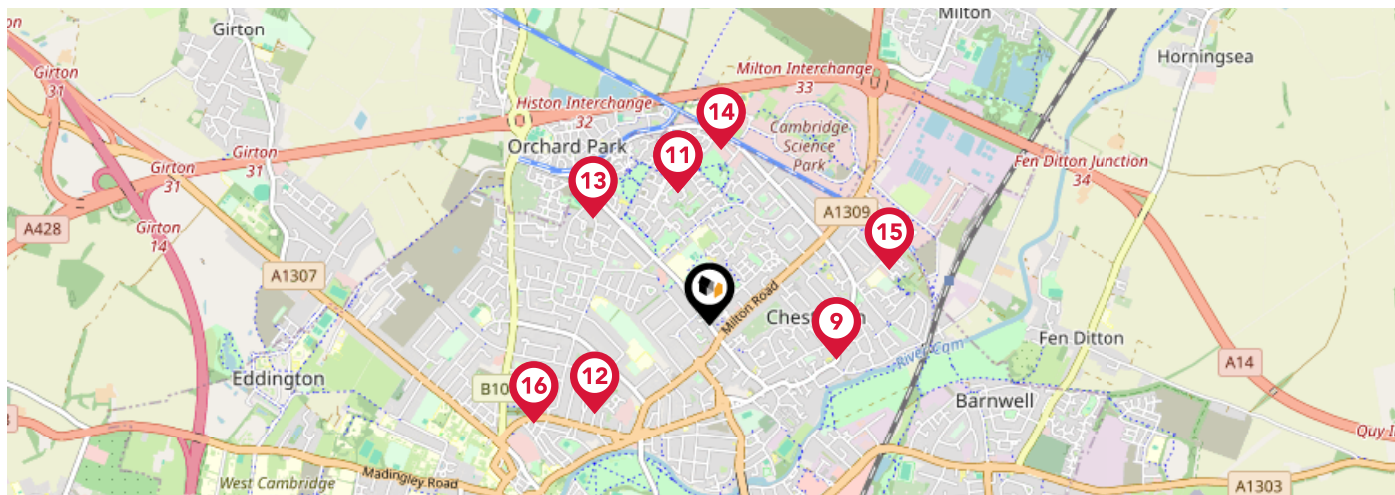 Girton
Milton
Horningsea
Girton
31
Milton Interchange
33
Histon Interchange
32
14
Cambridge
Science
Park
Orchard Park
11
Girton
31
Girton
31
Fen Ditton Junction
34
13
A428
Girton
14
A1309
15
A1307
Milton Road
9
River Cam
Fen Ditton
A14
Eddington
16
12
Barnwell
Quy
Madingley Road
West Cambridge
A1303